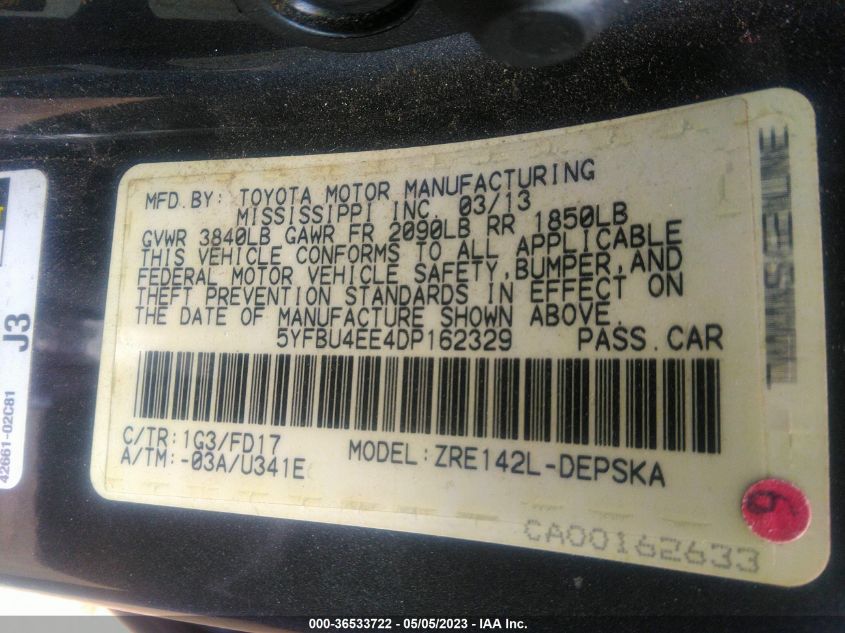 MFD.BY: TOYOTA MOTOR MANUFACTURING
MISSISSIPPI INC. 03/13
GVWR 3840LB GAWR FR 2090LB RR 1850LB
THIS VEHICLE CONFORMS TO ALL APPLICABLE
FEDERAL MOTOR VEHICLE SAFETY,BUMPER,AND
THEFT PREVENTION STANDARDS IN EFFECT ON
THE DATE OF MANUFACTURE SHOWN ABOVE.
5YFBU4EE4DP162329 PASS.CAR
C/TR:1G3/FD17
A/TM:-03A/U341E
MODEL:ZRE142L-DEPSKA
CA00162633
9
J3
42661-02C81
000-36533722 - 05/05/2023 - IAA Inc.